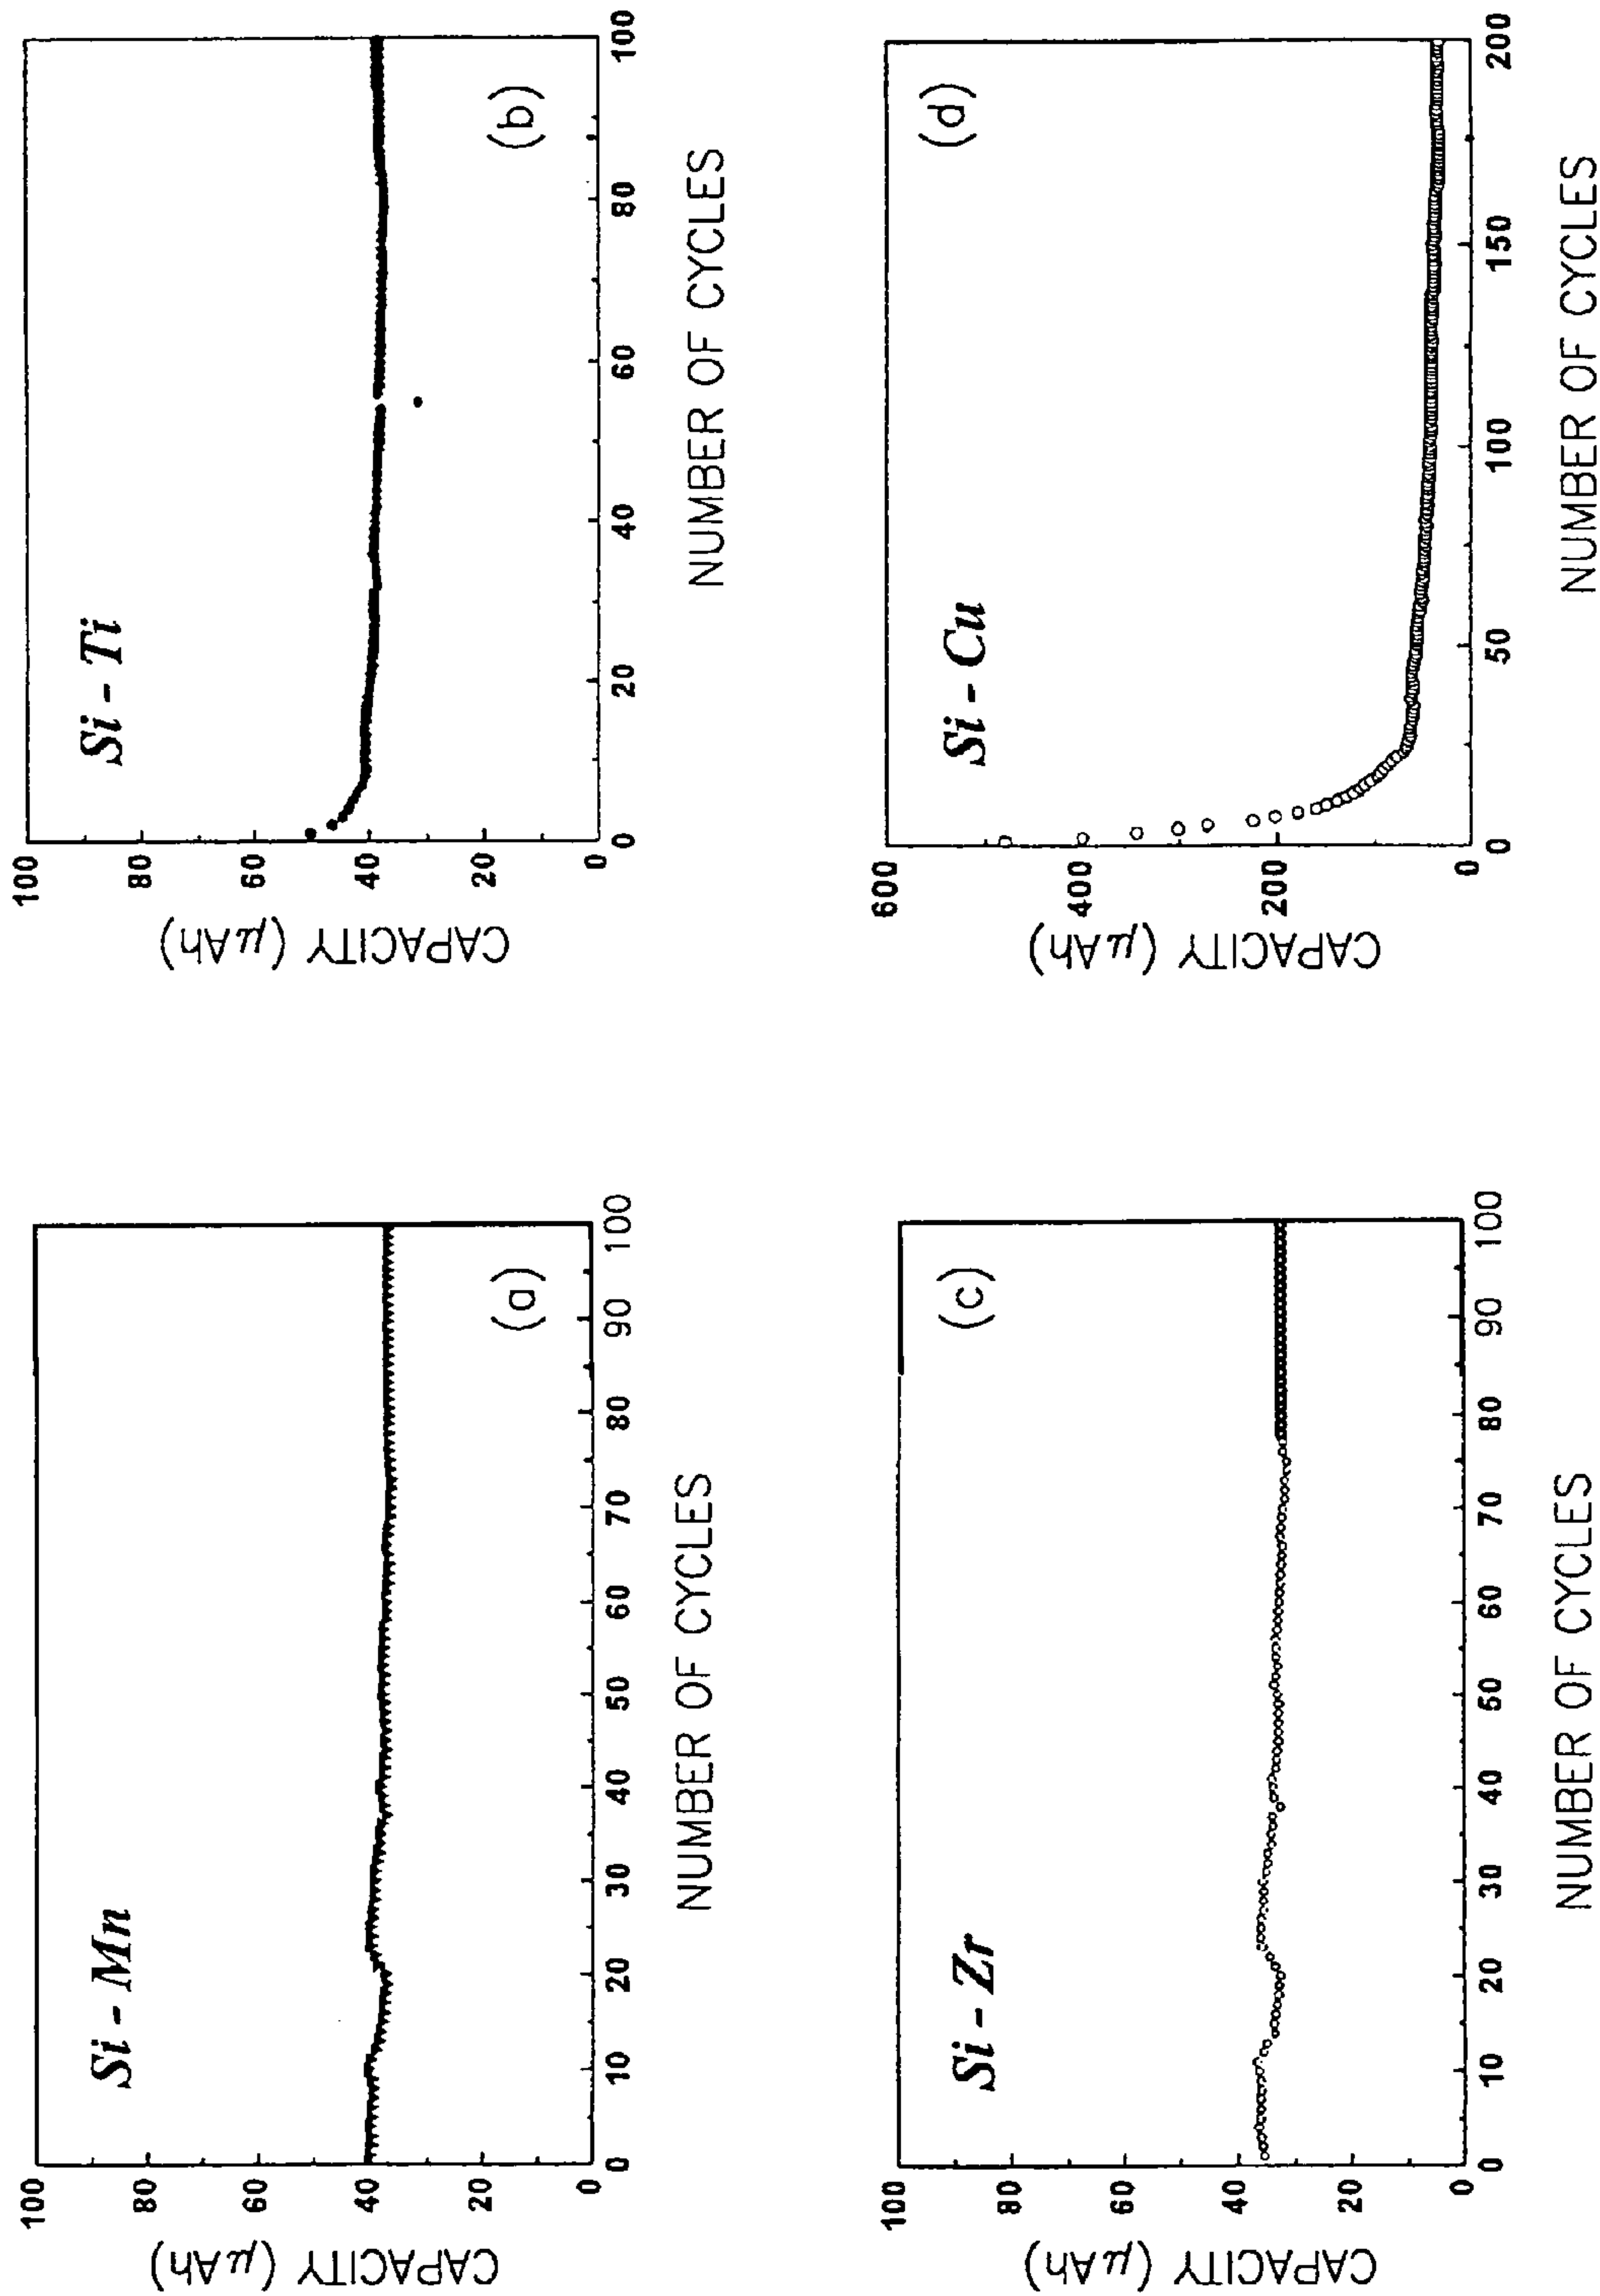 Si - Mn
(a)
CAPACITY (μAh)
100
80
60
40
20
0
0 10 20 30 40 50 60 70 80 90 100
NUMBER OF CYCLES
Si - Ti
(b)
CAPACITY (μAh)
100
80
60
40
20
0
0 20 40 60 80 100
NUMBER OF CYCLES
Si - Zr
(c)
CAPACITY (μAh)
100
80
60
40
20
0
0 10 20 30 40 50 60 70 80 90 100
NUMBER OF CYCLES
Si - Cu
(d)
CAPACITY (μAh)
600
400
200
0
0 50 100 150 200
NUMBER OF CYCLES